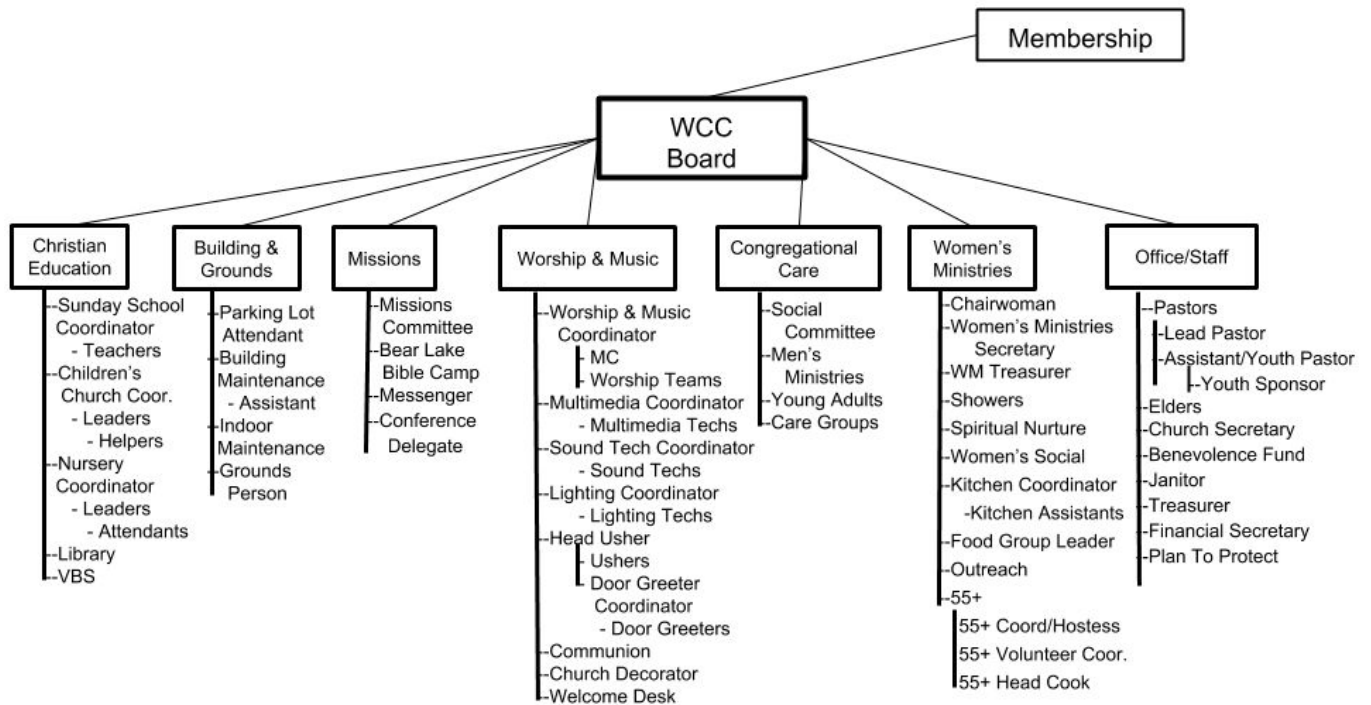 Membership
WCC
Board
Christian
Education
--Sunday School
Coordinator
- Teachers
--Children's
Church Coor.
- Leaders
- Helpers
--Nursery
Coordinator
- Leaders
- Attendants
--Library
--VBS
Building &
Grounds
--Parking Lot
Attendant
--Building
Maintenance
- Assistant
--Indoor
Maintenance
--Grounds
Person
Missions
--Missions
Committee
--Bear Lake
Bible Camp
--Messenger
--Conference
Delegate
Worship & Music
--Worship & Music
Coordinator
- MC
- Worship Teams
--Multimedia Coordinator
- Multimedia Techs
--Sound Tech Coordinator
- Sound Techs
--Lighting Coordinator
- Lighting Techs
--Head Usher
- Ushers
- Door Greeter
Coordinator
- Door Greeters
--Communion
--Church Decorator
--Welcome Desk
Congregational
Care
--Social
Committee
--Men's
Ministries
--Young Adults
--Care Groups
Women's
Ministries
--Chairwoman
--Women's Ministries
Secretary
--WM Treasurer
--Showers
--Spiritual Nurture
--Women's Social
--Kitchen Coordinator
-Kitchen Assistants
--Food Group Leader
--Outreach
--55+
55+ Coord/Hostess
55+ Volunteer Coor.
55+ Head Cook
Office/Staff
--Pastors
-Lead Pastor
-Assistant/Youth Pastor
-Youth Sponsor
--Elders
--Church Secretary
--Benevolence Fund
--Janitor
--Treasurer
--Financial Secretary
--Plan To Protect